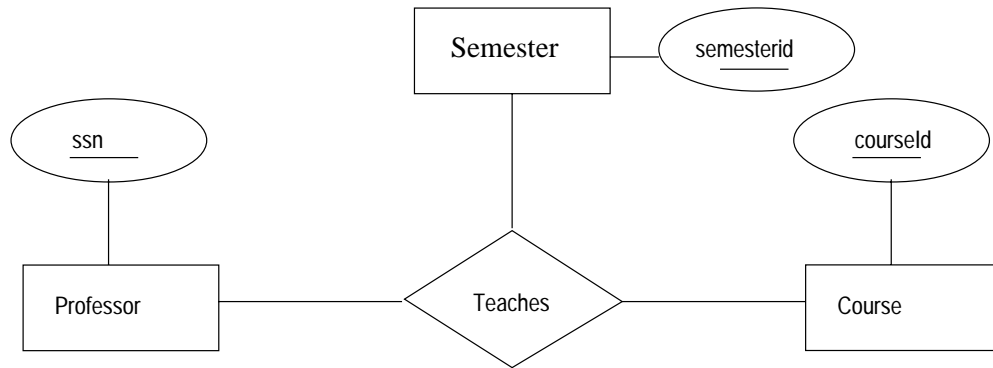 Semester
semesterid
ssn
courseId
Professor
Teaches
Course